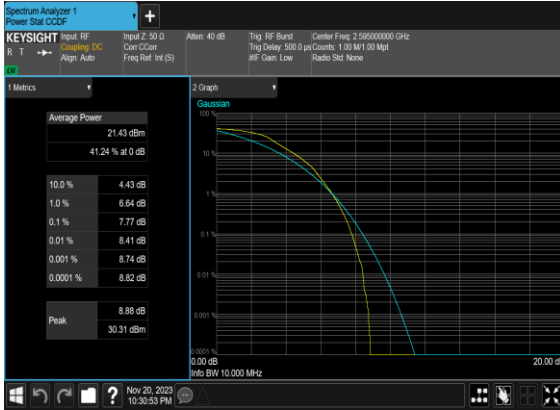 Spectrum Analyzer 1
Power Stat CCDF
+
KEYSIGHT
R T
LXI
Input: RF
Coupling: DC
Align: Auto
Input Z: 50 Ω
Corr CCorr
Freq Ref: Int (S)
Atten: 40 dB
Trig: RF Burst
Trig Delay: 500.0 µs
#IF Gain: Low
Center Freq: 2.595000000 GHz
Counts: 1.00 M/1.00 Mpt
Radio Std: None
1 Metrics
Average Power
21.43 dBm
41.24 % at 0 dB
10.0 % 4.43 dB
1.0 % 6.64 dB
0.1 % 7.77 dB
0.01 % 8.41 dB
0.001 % 8.74 dB
0.0001 % 8.82 dB
Peak
8.88 dB
30.31 dBm
2 Graph
Gaussian
100 %
10 %
1 %
0.1 %
0.01 %
0.001 %
0.0001 %
0.00 dB
20.00 d
Info BW 10.000 MHz
?
Nov 20, 2023
10:30:53 PM